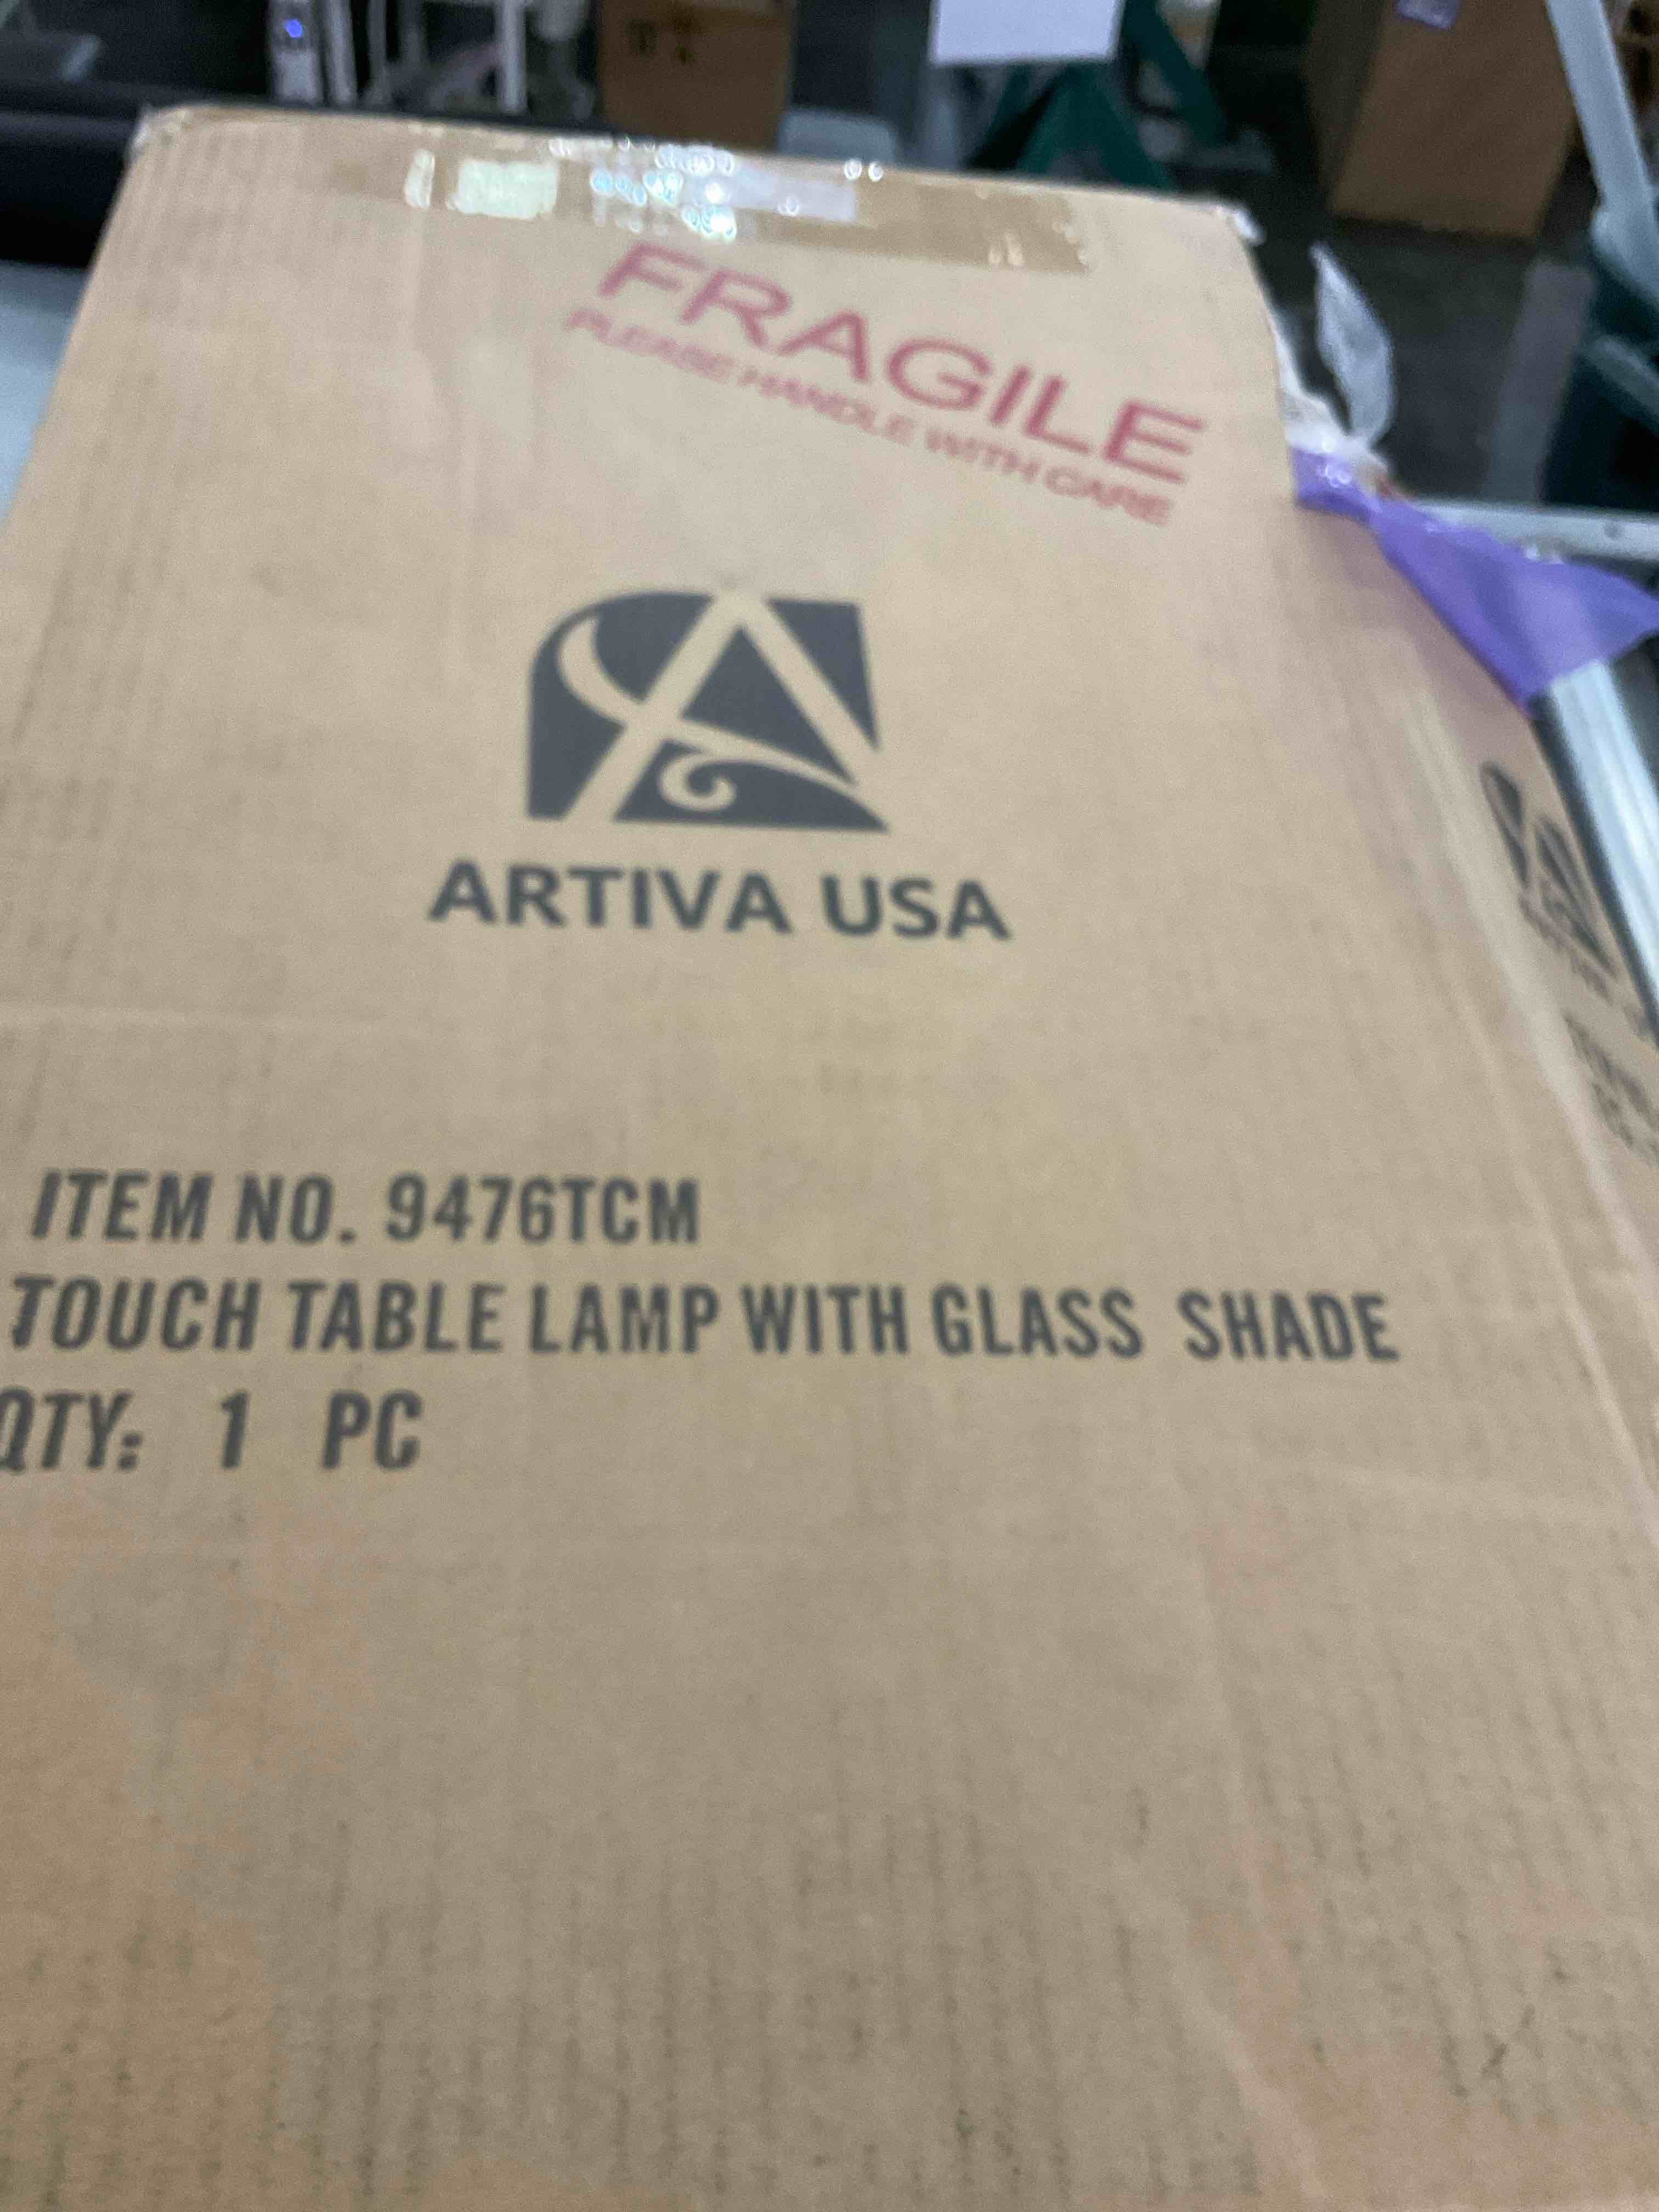 FRAGILE
PLEASE HANDLE WITH CARE
ARTIVA USA
ITEM NO. 9476TCM
TOUCH TABLE LAMP WITH GLASS SHADE
QTY: 1 PC